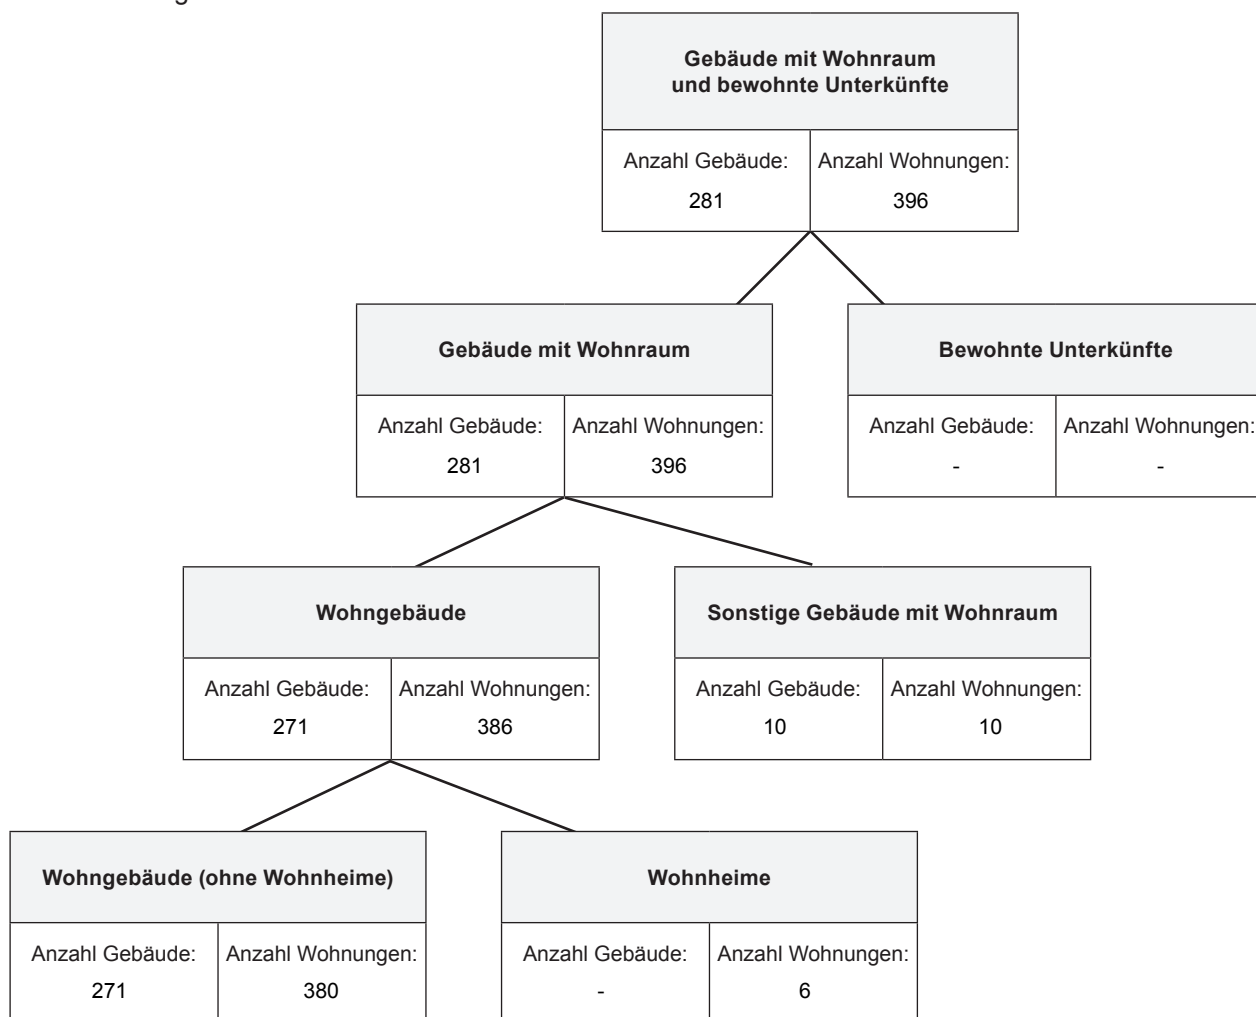 Gebäude mit Wohnraum
und bewohnte Unterkünfte
Anzahl Gebäude: Anzahl Wohnungen:
281 396
Gebäude mit Wohnraum Bewohnte Unterkünfte
Anzahl Gebäude: Anzahl Wohnungen: Anzahl Gebäude: Anzahl Wohnungen:
281 396 - -
Wohngebäude Sonstige Gebäude mit Wohnraum
Anzahl Gebäude: Anzahl Wohnungen: Anzahl Gebäude: Anzahl Wohnungen:
271 386 10 10
Wohngebäude (ohne Wohnheime) Wohnheime
Anzahl Gebäude: Anzahl Wohnungen: Anzahl Gebäude: Anzahl Wohnungen:
271 380 - 6